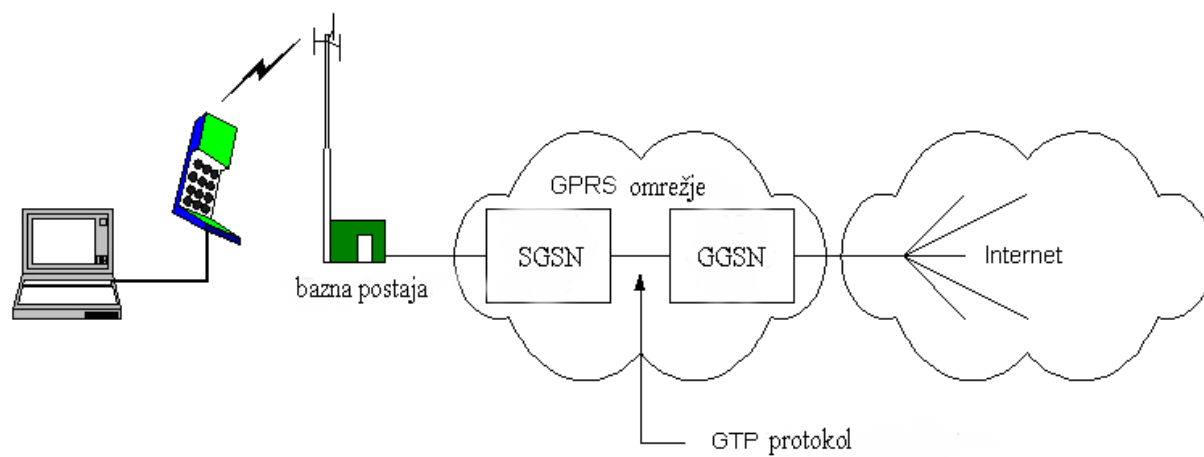 GPRS omrežje
SGSN
GGSN
Internet
bazna postaja
GTP protokol